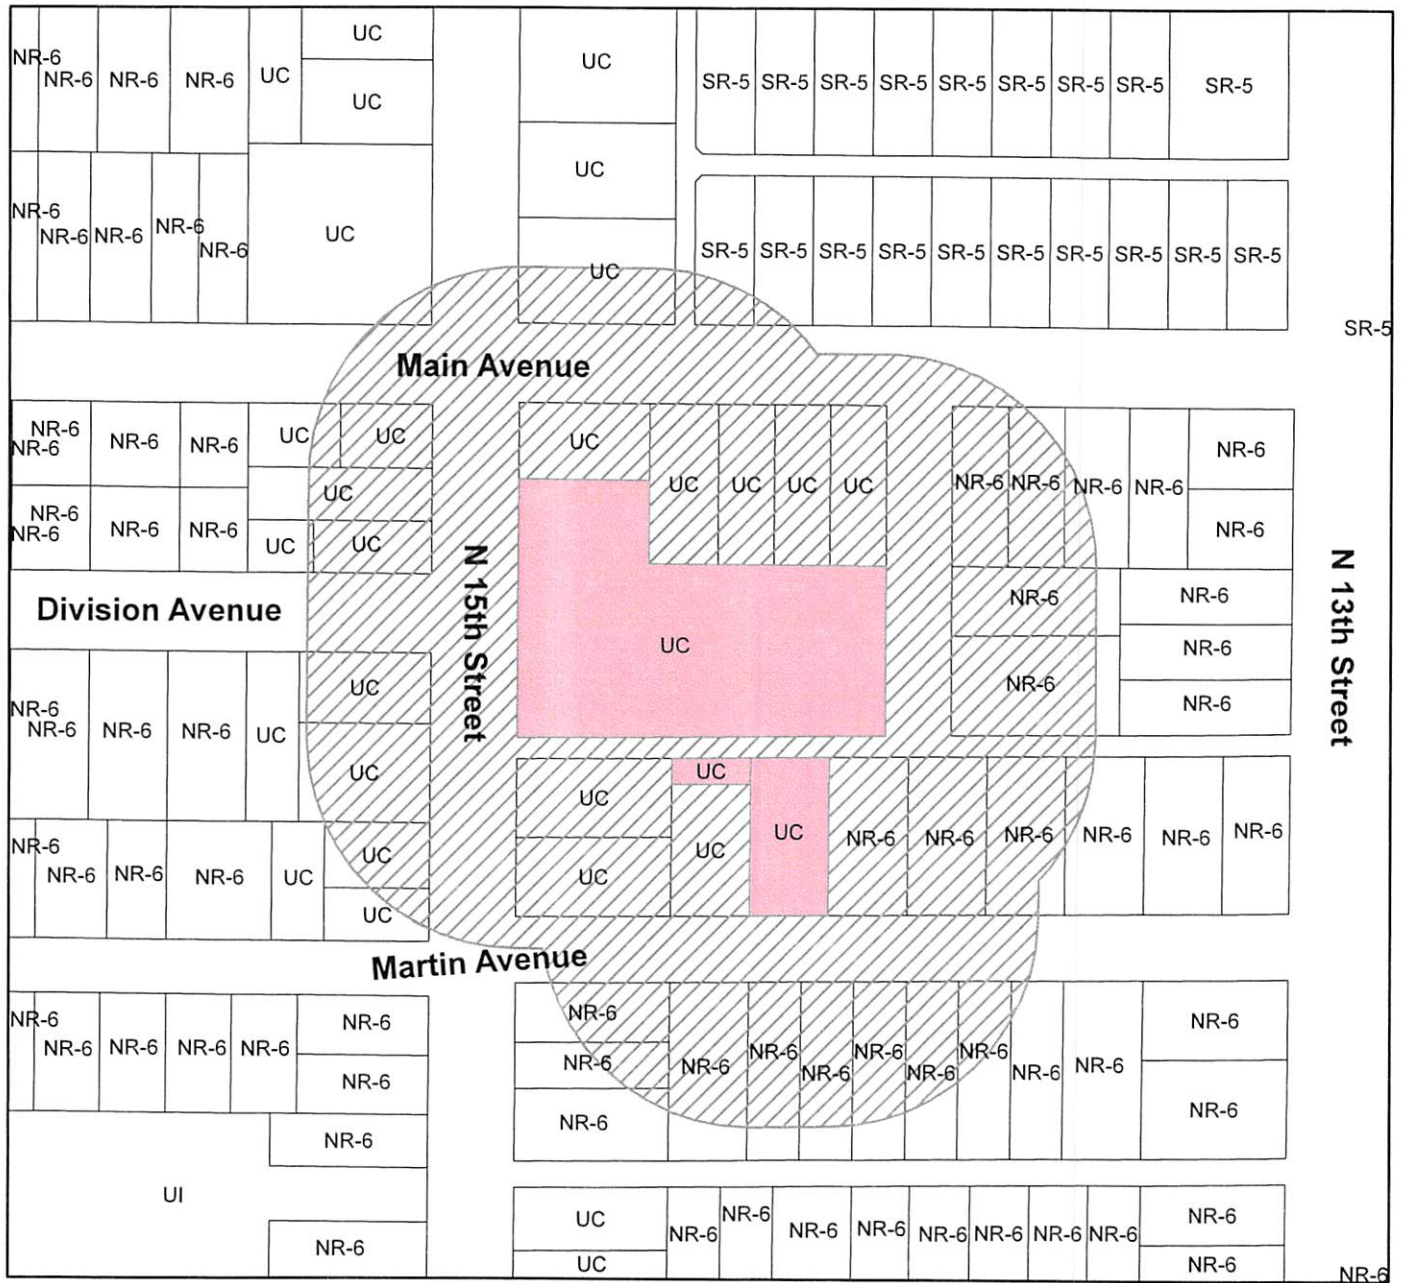 UC
NR-6
NR-6 NR-6 NR-6 UC UC SR-5 SR-5 SR-5 SR-5 SR-5 SR-5 SR-5 SR-5 SR-5
UC
UC
NR-6
NR-6 NR-6 NR-6 NR-6 UC SR-5 SR-5 SR-5 SR-5 SR-5 SR-5 SR-5 SR-5 SR-5 SR-5
UC
SR-5
Main Avenue
NR-6 NR-6 NR-6 UC UC UC NR-6
NR-6
UC UC UC UC NR-6 NR-6 NR-6 NR-6
UC
NR-6 NR-6 NR-6 NR-6
NR-6 UC UC
N 15th Street
N 13th Street
Division Avenue
NR-6 NR-6
UC NR-6
NR-6 NR-6
UC
NR-6
NR-6 NR-6 NR-6 UC
UC UC
UC NR-6
UC NR-6 NR-6 NR-6 NR-6 NR-6 NR-6
NR-6 UC UC
NR-6 NR-6 NR-6 UC UC
UC
Martin Avenue
NR-6 NR-6 NR-6 NR-6
NR-6 NR-6 NR-6 NR-6
NR-6 NR-6 NR-6 NR-6 NR-6
NR-6 NR-6 NR-6 NR-6 NR-6
NR-6 NR-6 NR-6
NR-6
UI
UC NR-6 NR-6 NR-6 NR-6 NR-6 NR-6 NR-6 NR-6 NR-6
NR-6 UC NR-6 NR-6